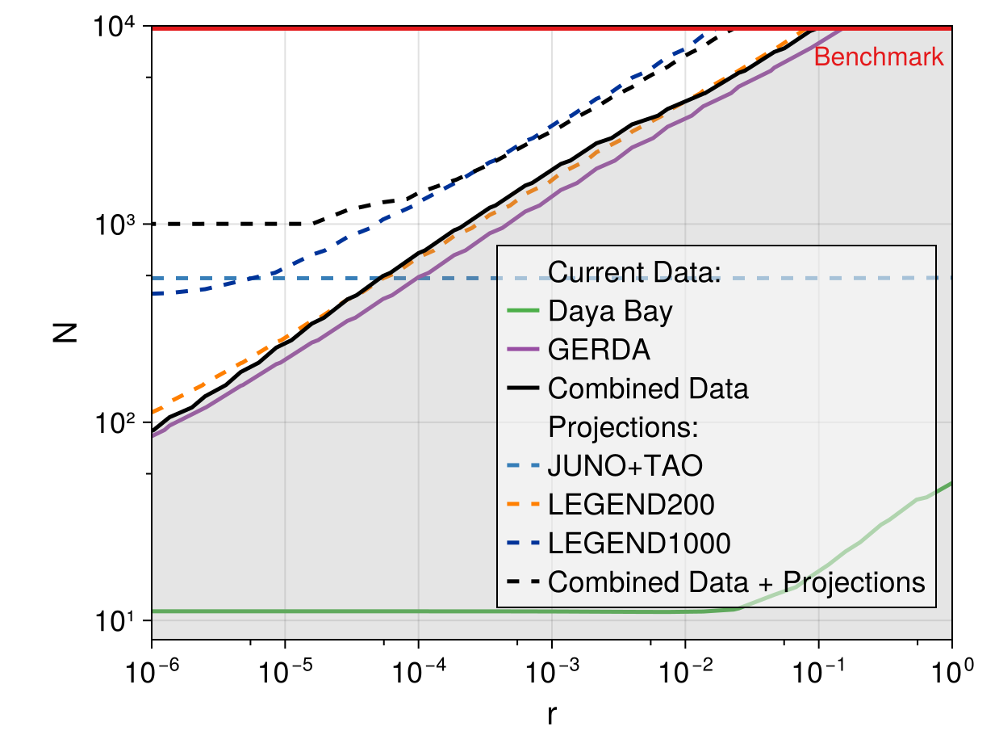 10⁴
Benchmark
10³
Current Data:
Daya Bay
GERDA
N
Combined Data
10²
Projections:
JUNO+TAO
LEGEND200
LEGEND1000
Combined Data + Projections
10¹
10⁻⁶ 10⁻⁵ 10⁻⁴ 10⁻³ 10⁻² 10⁻¹ 10⁰
r